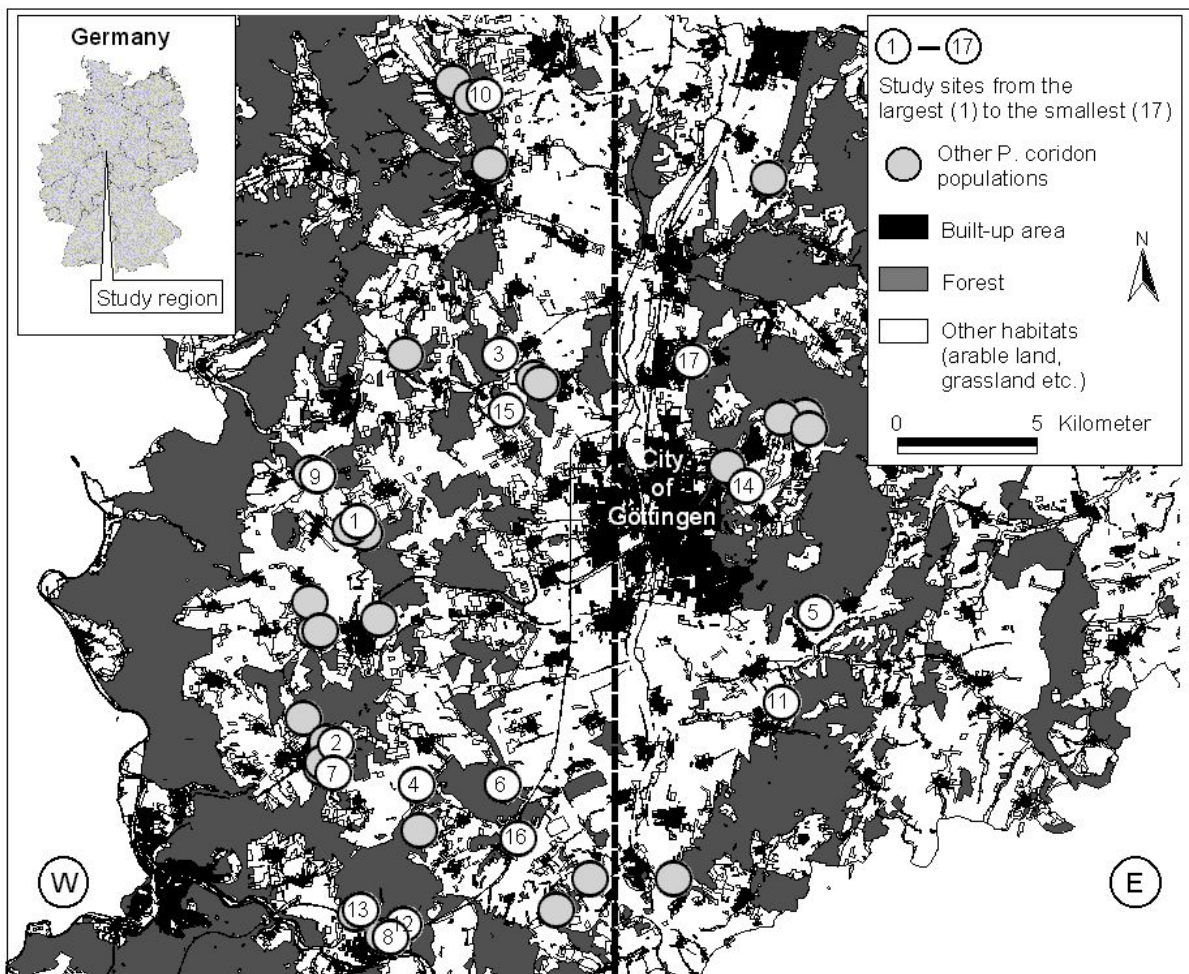 Germany
Study region
1 – 17
Study sites from the
largest (1) to the smallest (17)
Other P. coridon
populations
Built-up area
N
Forest
Other habitats
(arable land,
grassland etc.)
0 5 Kilometer
10
3
17
15
City
of
Göttingen
14
9
1
5
11
2
7
4
6
16
13
12
8
W
E